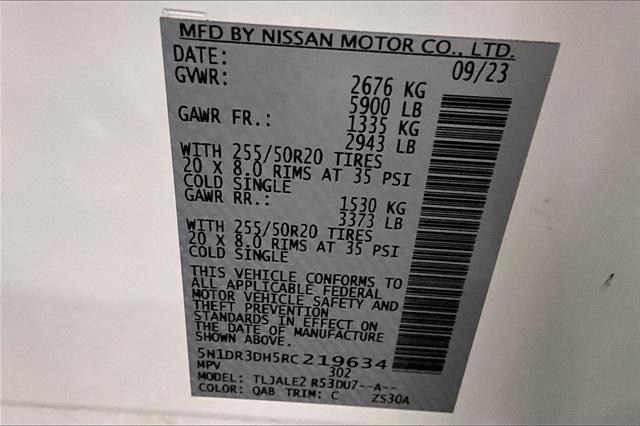 MFD BY NISSAN MOTOR CO., LTD.
DATE: 09/23
GVWR: 2676 KG
5900 LB
GAWR FR.: 1335 KG
2943 LB
WITH 255/50R20 TIRES
20 X 8.0 RIMS AT 35 PSI
COLD SINGLE
GAWR RR.: 1530 KG
3373 LB
WITH 255/50R20 TIRES
20 X 8.0 RIMS AT 35 PSI
COLD SINGLE
THIS VEHICLE CONFORMS TO
ALL APPLICABLE FEDERAL
MOTOR VEHICLE SAFETY AND
THEFT PREVENTION
STANDARDS IN EFFECT ON
THE DATE OF MANUFACTURE
SHOWN ABOVE.
5N1DR3DH5RC219634
MPV 302
MODEL: TLJALE2 R53DU7--A--
COLOR: QAB TRIM: C ZS30A